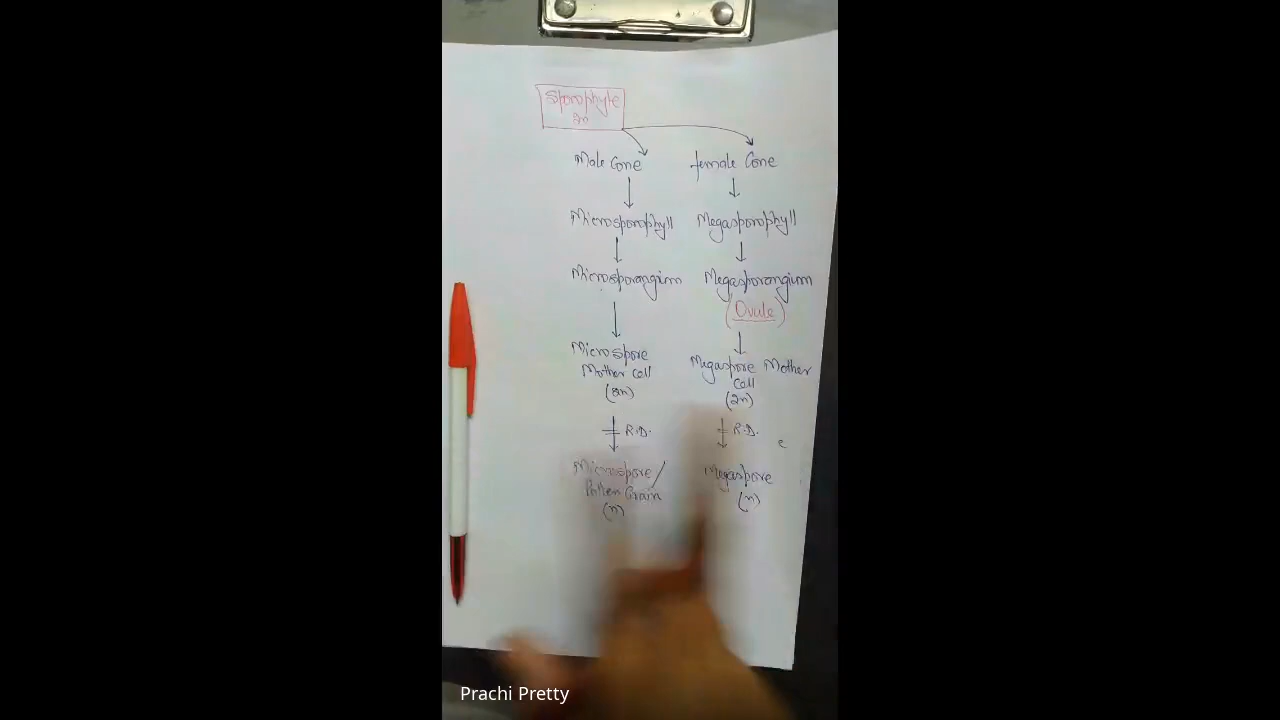 Sporophyte
2n
Male Cone
female Cone
Microsporophyll
Megasporophyll
Microsporangium
Megasporangium
(Ovule)
Microspore
Mother Cell
(2n)
Megaspore Mother
Cell
(2n)
R.D.
R.D.
Microspore/
Pollen Grain
(n)
Megaspore
(n)
Prachi Pretty